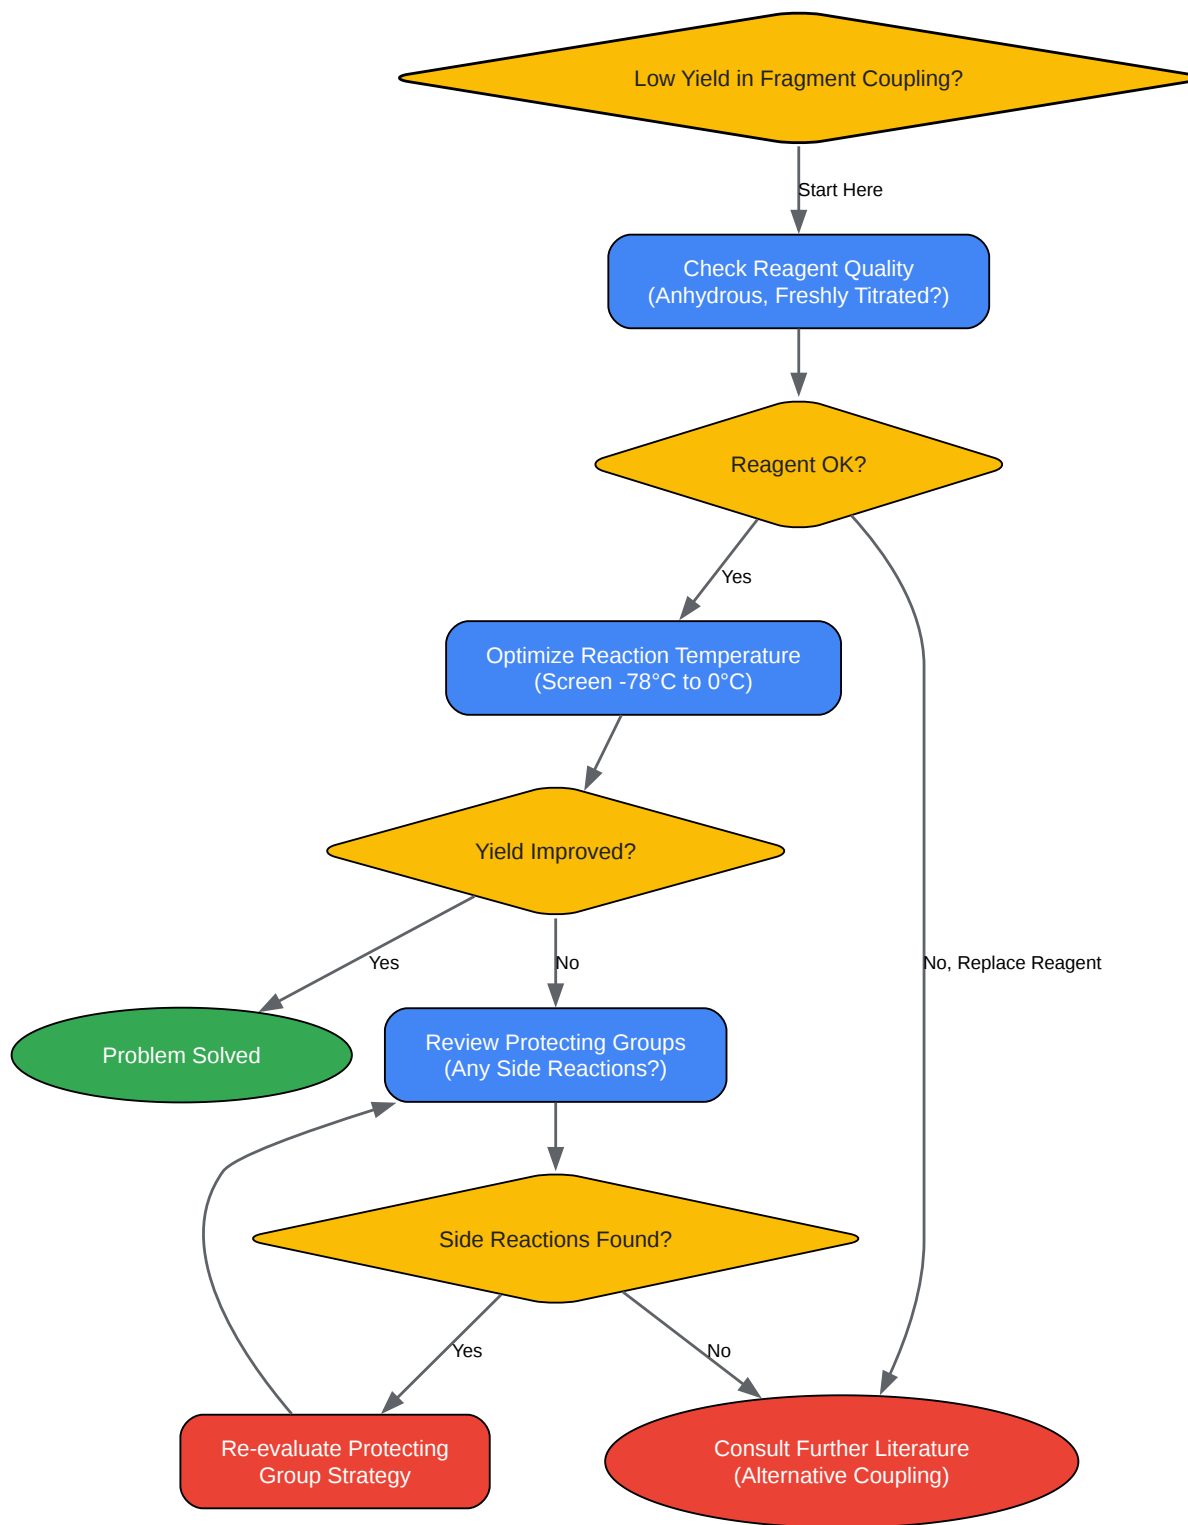 Low Yield in Fragment Coupling?
Start Here
Check Reagent Quality
(Anhydrous, Freshly Titrated?)
Reagent OK?
Yes
Optimize Reaction Temperature
(Screen -78°C to 0°C)
Yield Improved?
Yes
No
No, Replace Reagent
Problem Solved
Review Protecting Groups
(Any Side Reactions?)
Side Reactions Found?
Yes
No
Re-evaluate Protecting
Group Strategy
Consult Further Literature
(Alternative Coupling)